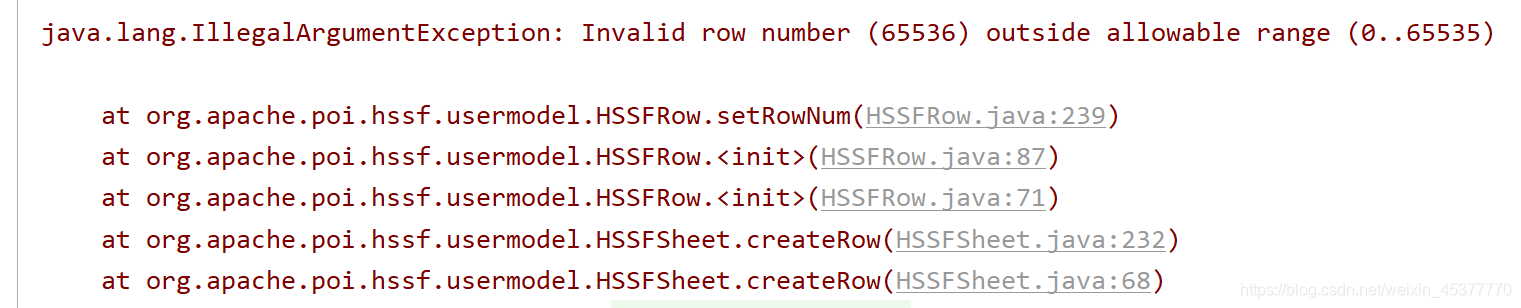 java.lang.IllegalArgumentException: Invalid row number (65536) outside allowable range (0..65535)
at org.apache.poi.hssf.usermodel.HSSFRow.setRowNum(HSSFRow.java:239)
at org.apache.poi.hssf.usermodel.HSSFRow.<init>(HSSFRow.java:87)
at org.apache.poi.hssf.usermodel.HSSFRow.<init>(HSSFRow.java:71)
at org.apache.poi.hssf.usermodel.HSSFSheet.createRow(HSSFSheet.java:232)
at org.apache.poi.hssf.usermodel.HSSFSheet.createRow(HSSFSheet.java:68)
https://blog.csdn.net/weixin_45377770